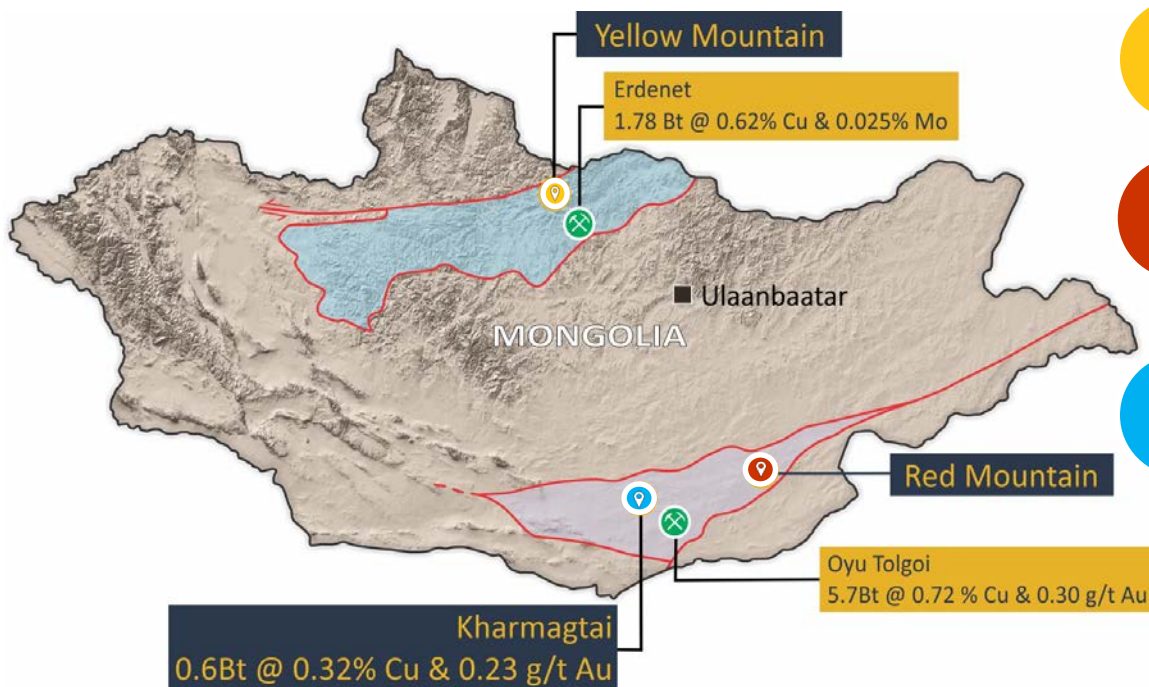 Yellow Mountain
Erdenet
1.78 Bt @ 0.62% Cu & 0.025% Mo
Ulaanbaatar
MONGOLIA
Red Mountain
Oyu Tolgoi
5.7Bt @ 0.72 % Cu & 0.30 g/t Au
Kharmagtai
0.6Bt @ 0.32% Cu & 0.23 g/t Au